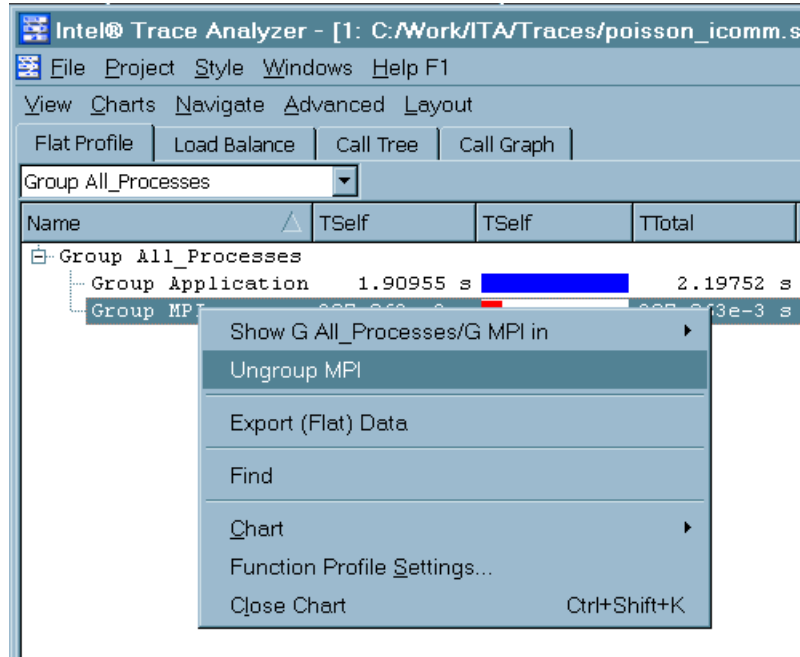 Intel® Trace Analyzer - [1: C:/Work/ITA/Traces/poisson_icomm.s
File Project Style Windows Help F1
View Charts Navigate Advanced Layout
Flat Profile Load Balance Call Tree Call Graph
Group All_Processes
Name TSelf TSelf TTotal
Group All_Processes
Group Application 1.90955 s 2.19752 s
Group MPI 3e-3 s
Show G All_Processes/G MPI in
Ungroup MPI
Export (Flat) Data
Find
Chart
Function Profile Settings...
Close Chart Ctrl+Shift+K